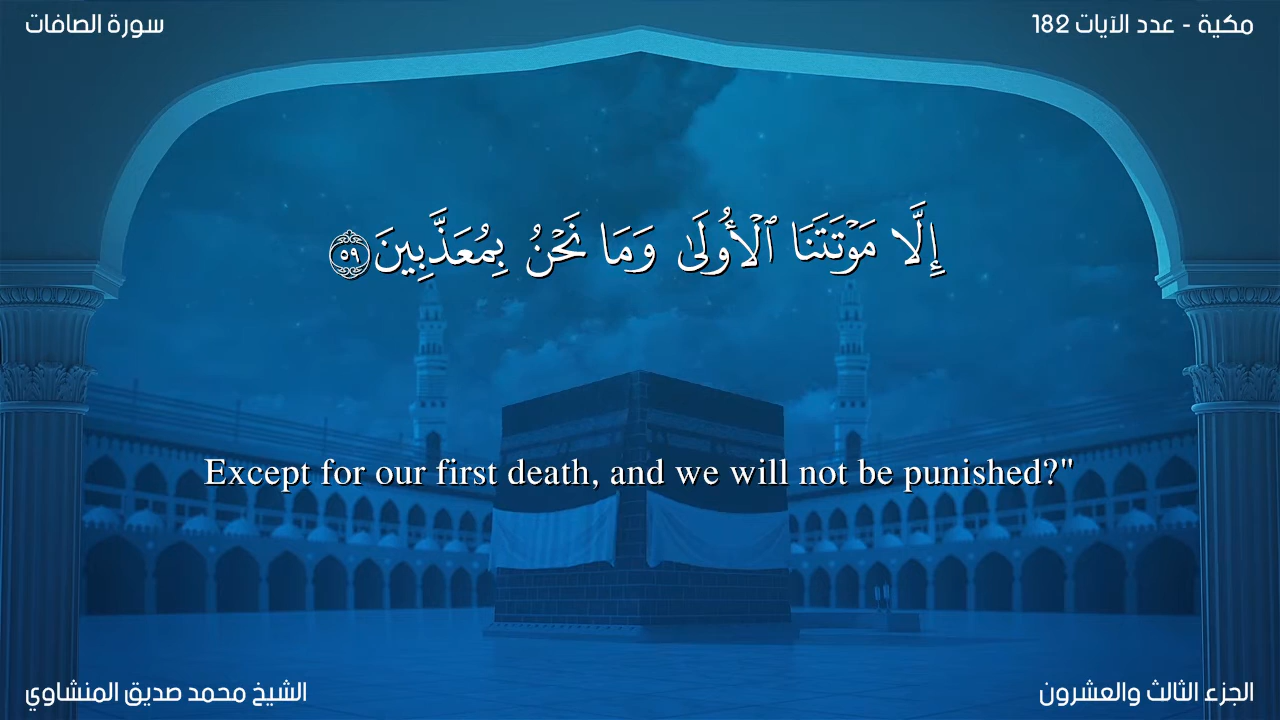 مكية - عدد الآيات 182
سورة الصافات
إِلَّا مَوْتَتَنَا ٱلْأُولَىٰ وَمَا نَحْنُ بِمُعَذَّبِينَ ٥٩
Except for our first death, and we will not be punished?"
الجزء الثالث والعشرون
الشيخ محمد صديق المنشاوي